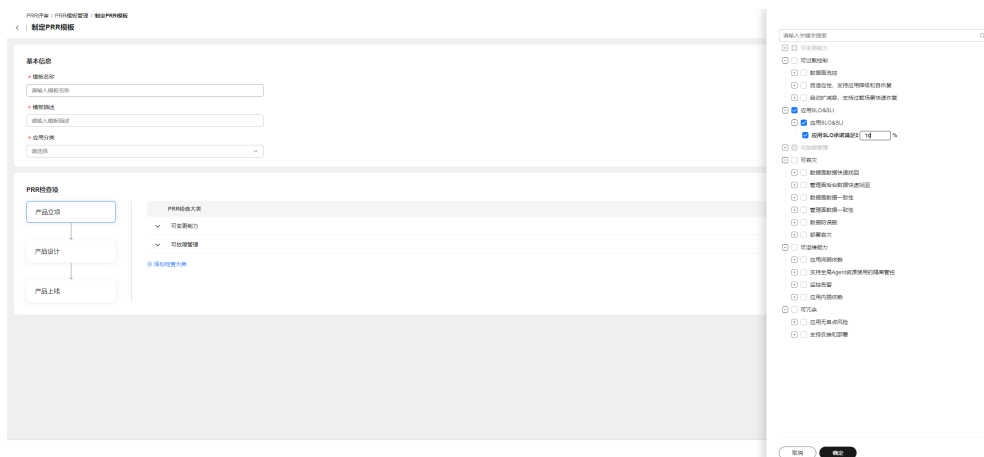 PRR评审 / PRR模板管理 / 制定PRR模板
制定PRR模板
基本信息
* 模板名称
请输入模板名称
* 模板描述
请输入模板描述
* 应用分类
请选择
PRR检查项
产品立项
产品设计
产品上线
PRR检查大类
可变更能力
可故障管理
添加检查大类
请输入关键字搜索
可变更能力
可过载控制
数据面流控
自适应性，支持应用降级和自恢复
自动扩减容，支持过载场景快速恢复
应用SLO&SLI
应用SLO&SLI
应用SLO承诺满足≥ 10 %
可故障管理
可容灾
数据面数据快速找回
管理面后台数据快速找回
数据面数据一致性
管理面数据一致性
数据防误删
部署容灾
可运维能力
应用间弱依赖
支持全局Agent资源使用的隔离管控
监控告警
应用内弱依赖
可冗余
应用无单点风险
支持冗余和部署
取消
确定